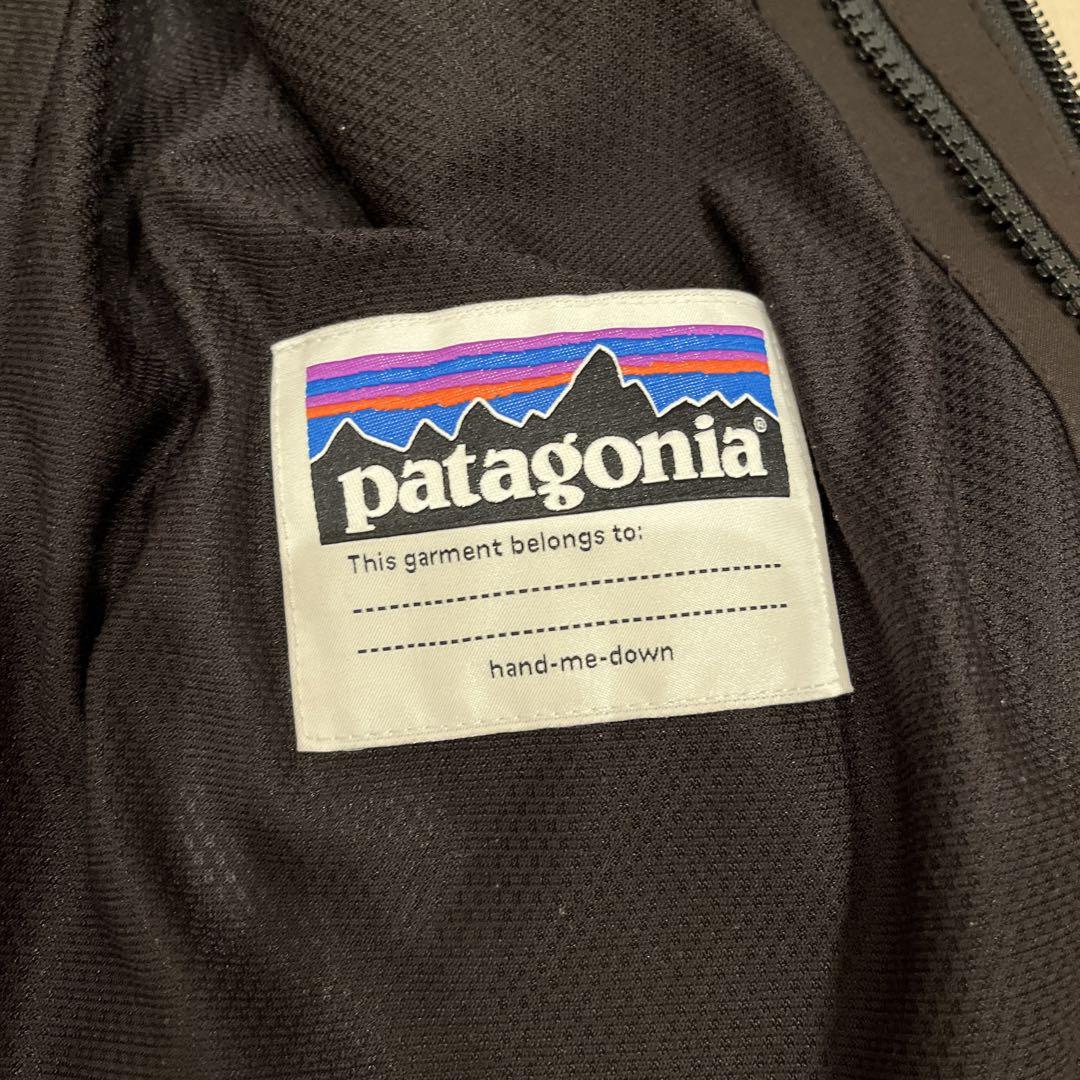 patagonia®
This garment belongs to:
hand-me-down